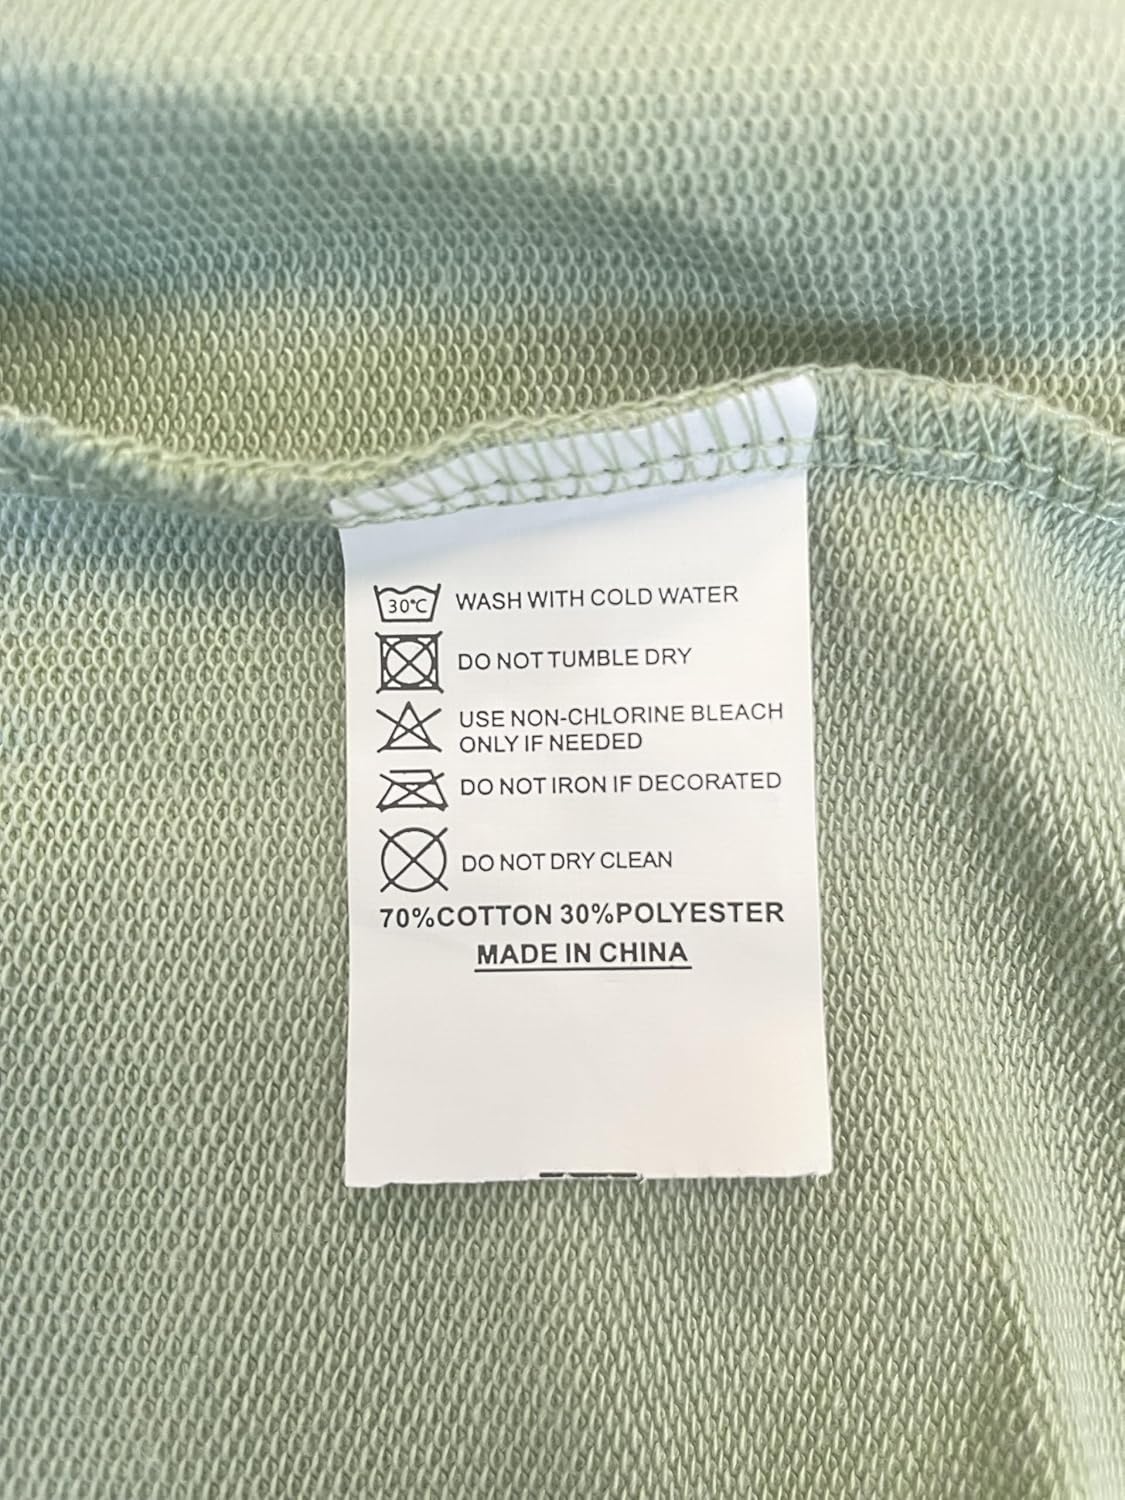 30°C WASH WITH COLD WATER
DO NOT TUMBLE DRY
USE NON-CHLORINE BLEACH
ONLY IF NEEDED
DO NOT IRON IF DECORATED
DO NOT DRY CLEAN
70%COTTON 30%POLYESTER
MADE IN CHINA